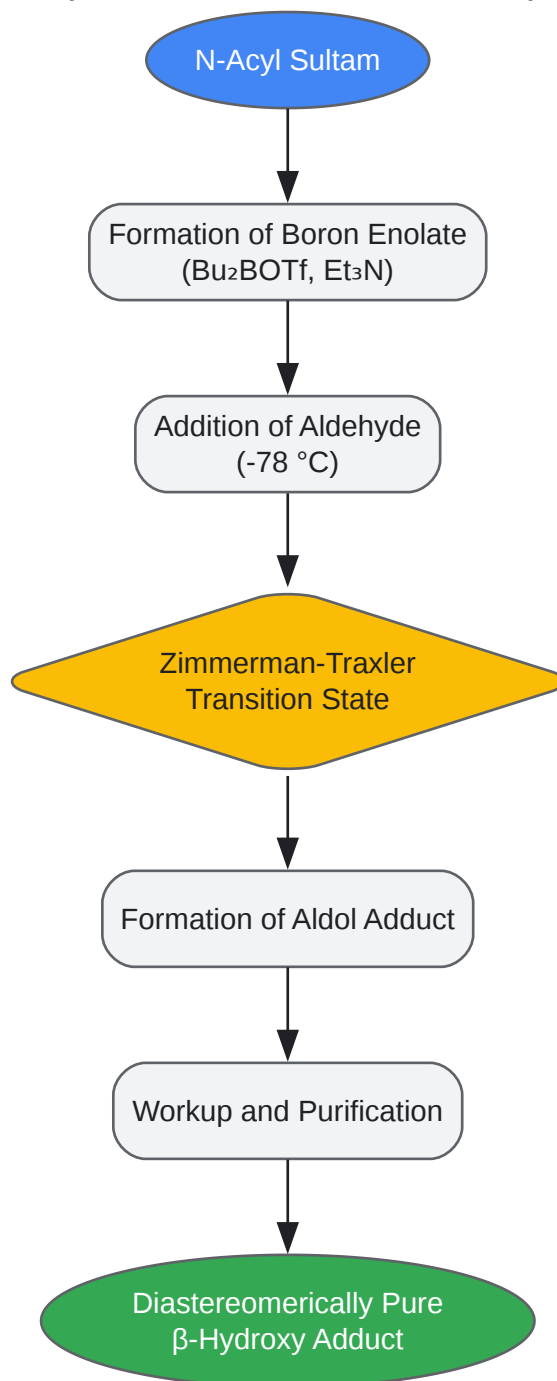 N-Acyl Sultam
Formation of Boron Enolate
(Bu₂BOTf, Et₃N)
Addition of Aldehyde
(-78 °C)
Zimmerman-Traxler
Transition State
Formation of Aldol Adduct
Workup and Purification
Diastereomerically Pure
β-Hydroxy Adduct